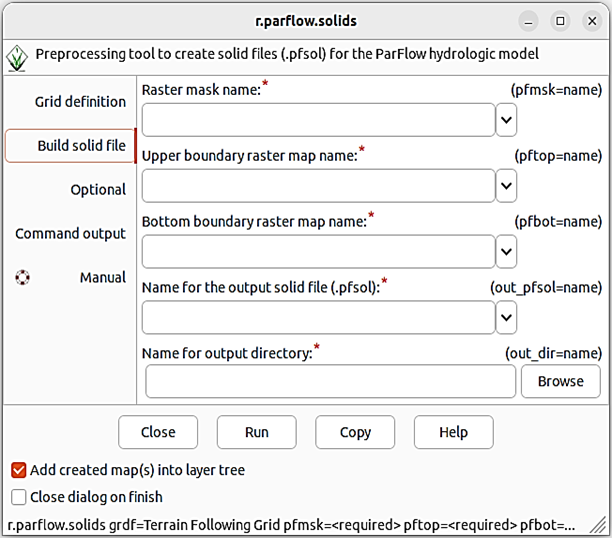 r.parflow.solids
Preprocessing tool to create solid files (.pfsol) for the ParFlow hydrologic model
Grid definition
Build solid file
Optional
Command output
Manual
Raster mask name:* (pfmsk=name)
Upper boundary raster map name:* (pftop=name)
Bottom boundary raster map name:* (pfbot=name)
Name for the output solid file (.pfsol):* (out_pfsol=name)
Name for output directory:* (out_dir=name)
Browse
Close Run Copy Help
Add created map(s) into layer tree
Close dialog on finish
r.parflow.solids grdf=Terrain Following Grid pfmsk=<required> pftop=<required> pfbot=...